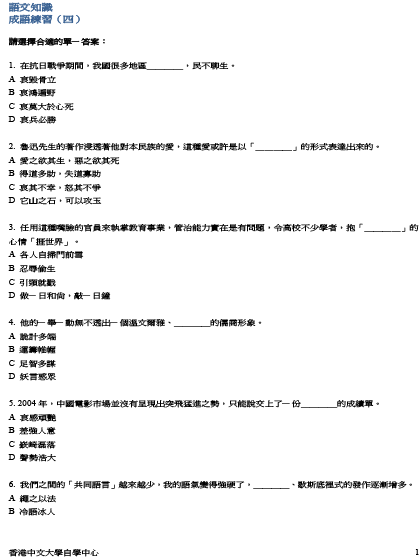 語文知識
成語練習（四）
請選擇合適的單一答案：
1. 在抗日戰爭期間，我國很多地區________，民不聊生。
A 哀毀骨立
B 哀鴻遍野
C 哀莫大於心死
D 哀兵必勝
2. 魯迅先生的著作浸透著他對本民族的愛，這種愛或許是以「________」的形式表達出來的。
A 愛之欲其生，惡之欲其死
B 得道多助，失道寡助
C 哀其不幸，怒其不爭
D 它山之石，可以攻玉
3. 任用這種嘴臉的官員來執掌教育事業，管治能力實在是有問題，令高校不少學者，抱「________」的
心情「捱世界」。
A 各人自掃門前雪
B 忍辱偷生
C 引頸就戮
D 做一日和尚，敲一日鐘
4. 他的一舉一動無不透出一個溫文爾雅、________的儒商形象。
A 詭計多端
B 運籌帷幄
C 足智多謀
D 妖言惑眾
5. 2004 年，中國電影市場並沒有呈現出突飛猛進之勢，只能說交上了一份________的成績單。
A 哀感頑艷
B 差強人意
C 嶔崎磊落
D 聲勢浩大
6. 我們之間的「共同語言」越來越少，我的語氣變得強硬了，________、歇斯底裡式的發作逐漸增多。
A 繩之以法
B 冷語冰人
香港中文大學自學中心 1